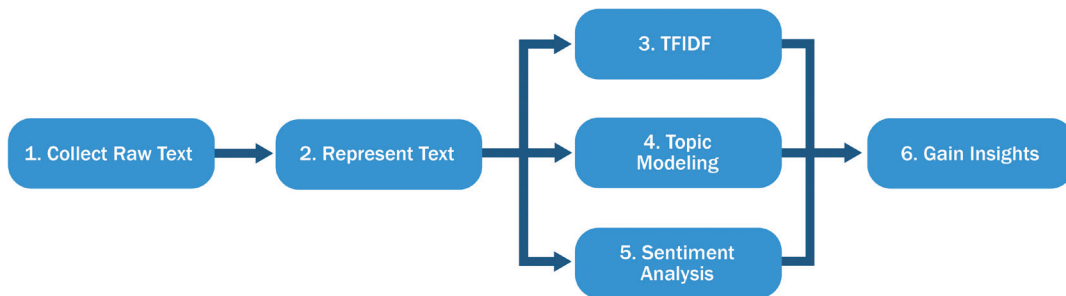 1. Collect Raw Text
2. Represent Text
3. TFIDF
4. Topic
Modeling
5. Sentiment
Analysis
6. Gain Insights